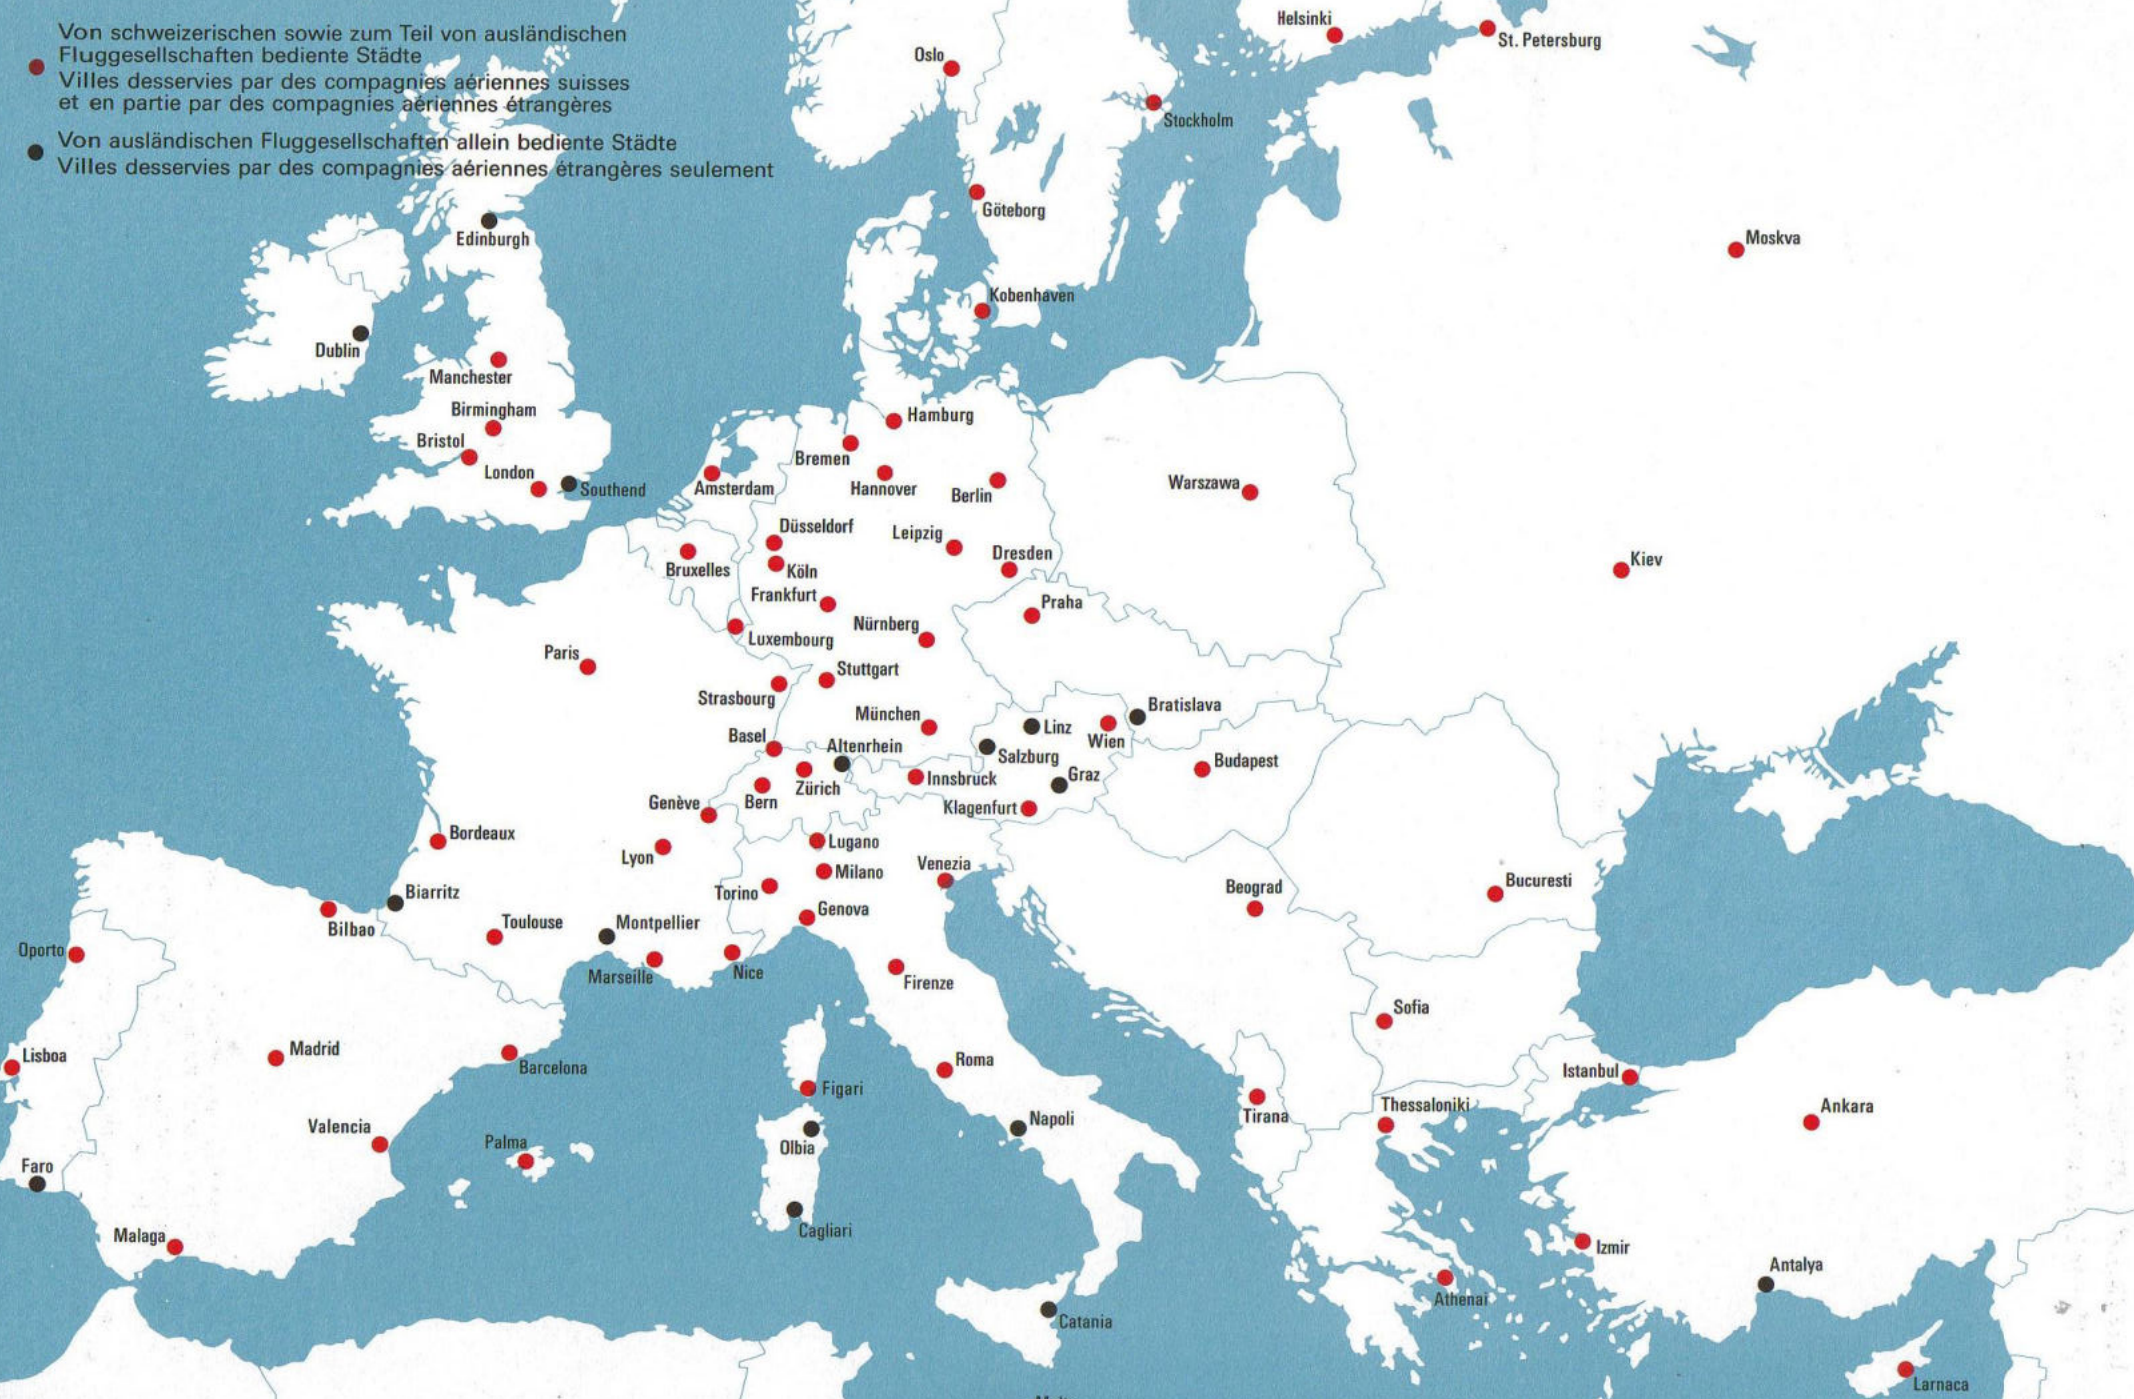 Von schweizerischen sowie zum Teil von ausländischen
Fluggesellschaften bediente Städte
Villes desservies par des compagnies aériennes suisses
et en partie par des compagnies aériennes étrangères
Von ausländischen Fluggesellschaften allein bediente Städte
Villes desservies par des compagnies aériennes étrangères seulement
Helsinki
St. Petersburg
Oslo
Stockholm
Göteborg
Edinburgh
Moskva
Kobenhaven
Dublin
Manchester
Birmingham
Hamburg
Bristol
Bremen
London
Southend
Amsterdam
Hannover
Berlin
Warszawa
Düsseldorf
Leipzig
Dresden
Kiev
Bruxelles
Köln
Frankfurt
Praha
Nürnberg
Luxembourg
Paris
Stuttgart
Strasbourg
Bratislava
München
Linz
Wien
Basel
Altenrhein
Salzburg
Budapest
Graz
Innsbruck
Zürich
Bern
Genève
Klagenfurt
Bordeaux
Lugano
Lyon
Venezia
Milano
Bucuresti
Beograd
Torino
Biarritz
Genova
Toulouse
Montpellier
Bilbao
Oporto
Marseille
Nice
Firenze
Sofia
Madrid
Lisboa
Roma
Barcelona
Istanbul
Figari
Thessaloniki
Ankara
Tirana
Napoli
Valencia
Palma
Olbia
Faro
Cagliari
Malaga
Izmir
Antalya
Athenai
Catania
Larnaca